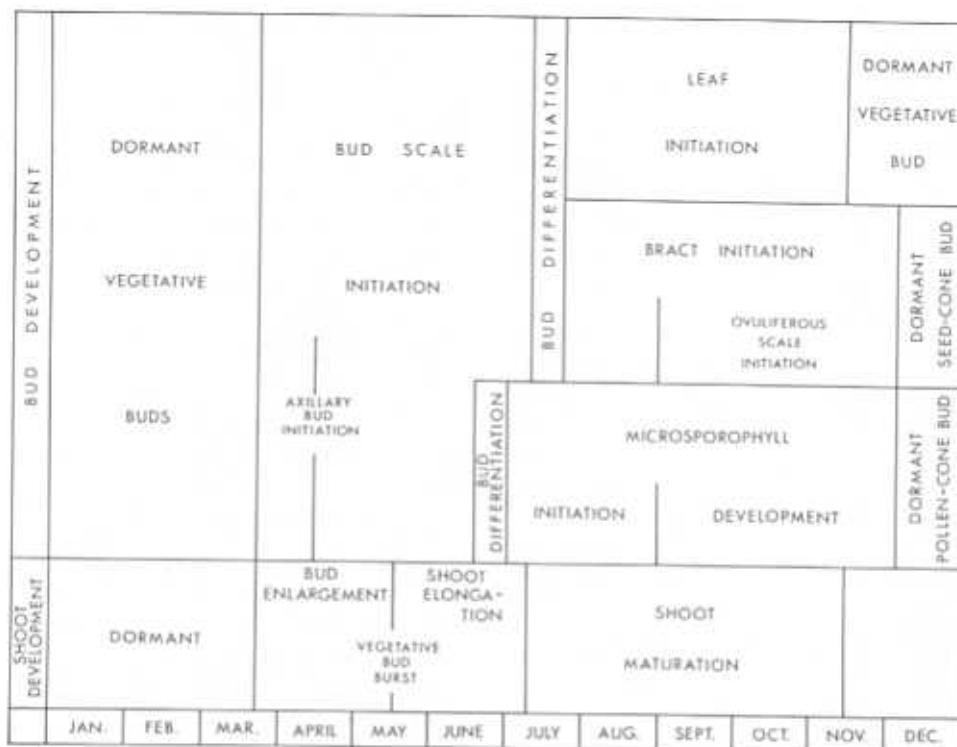 BUD DEVELOPMENT
DORMANT
VEGETATIVE
BUDS
BUD SCALE
INITIATION
AXILLARY
BUD
INITIATION
BUD DIFFERENTIATION
LEAF
INITIATION
DORMANT
VEGETATIVE
BUD
BRACT INITIATION
OVULIFEROUS
SCALE
INITIATION
DORMANT
SEED-CONE BUD
BUD
DIFFERENTIATION
MICROSPOROPHYLL
INITIATION
DEVELOPMENT
DORMANT
POLLEN-CONE BUD
SHOOT
DEVELOPMENT
DORMANT
BUD
ENLARGEMENT
SHOOT
ELONGA-
TION
VEGETATIVE
BUD
BURST
SHOOT
MATURATION
JAN. FEB. MAR. APRIL MAY JUNE JULY AUG. SEPT. OCT. NOV. DEC.